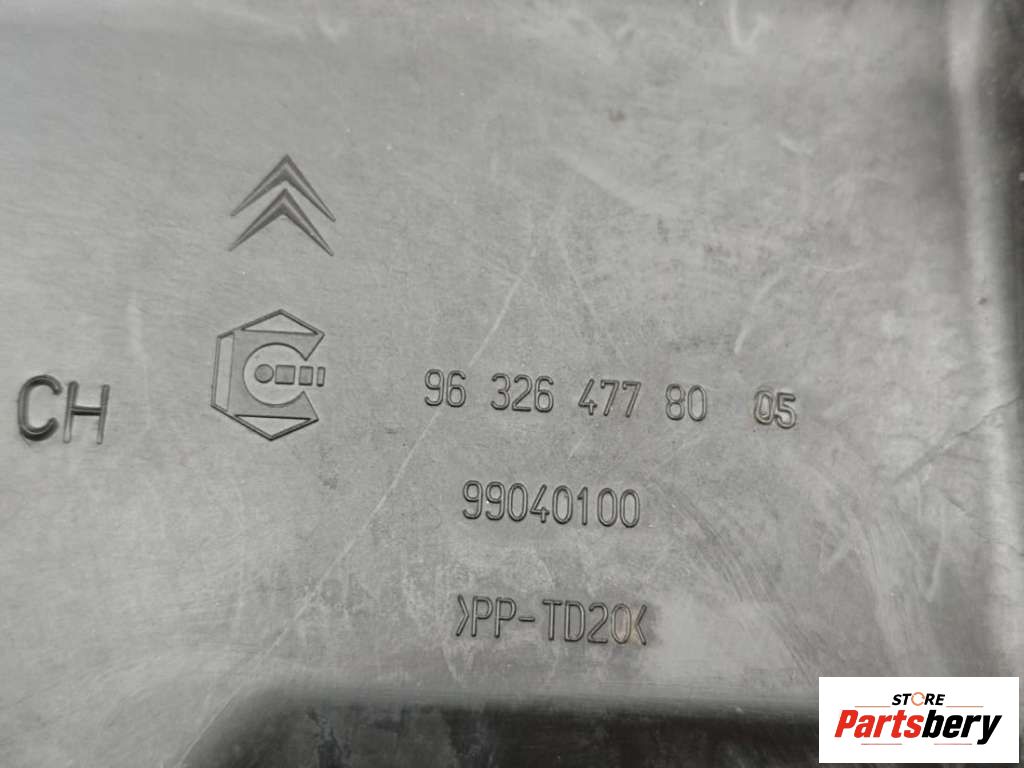 CH
96 326 477 80 05
99040100
>PP-TD20<
STORE
Partsbery